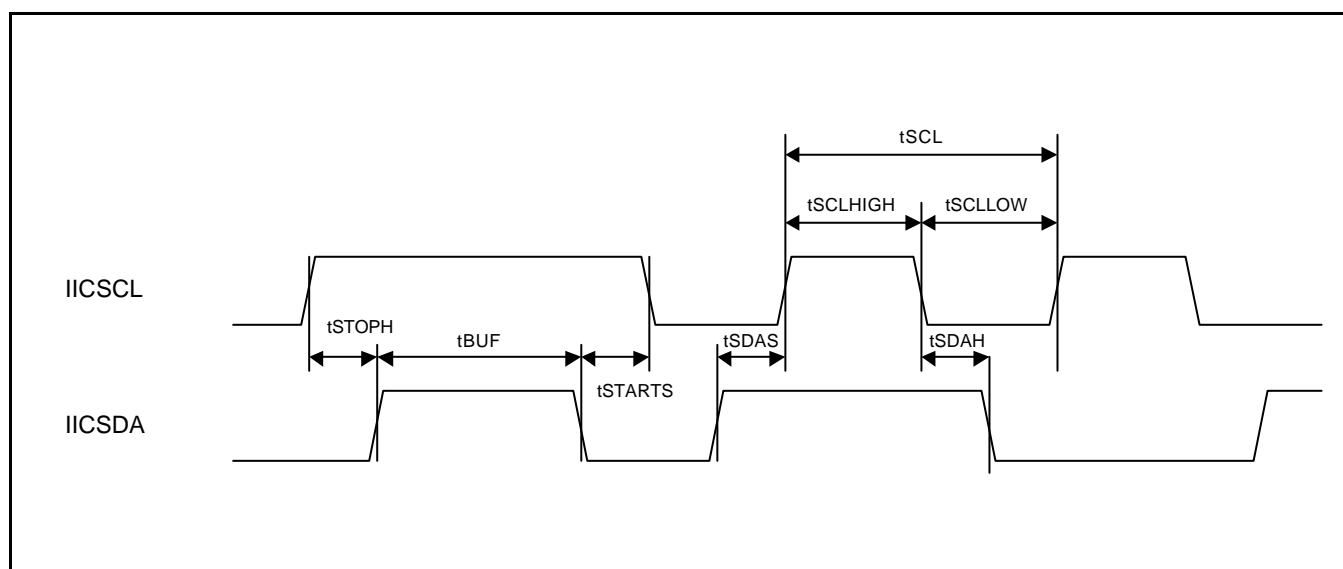 tSCL
tSCLHIGH
tSCLLOW
IICSCL
tSTOPH
tBUF
tSTARTS
tSDAS
tSDAH
IICSDA